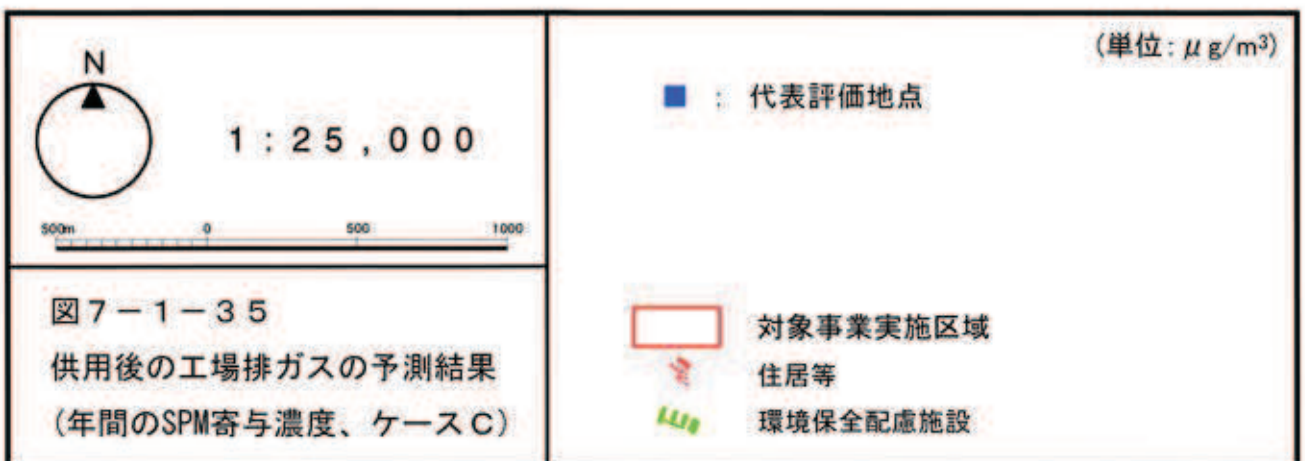 N
1:25,000
500m 0 500 1000
図7-1-35
供用後の工場排ガスの予測結果
(年間のSPM寄与濃度、ケースC)
(単位:μg/m³)
■ : 代表評価地点
対象事業実施区域
住居等
環境保全配慮施設